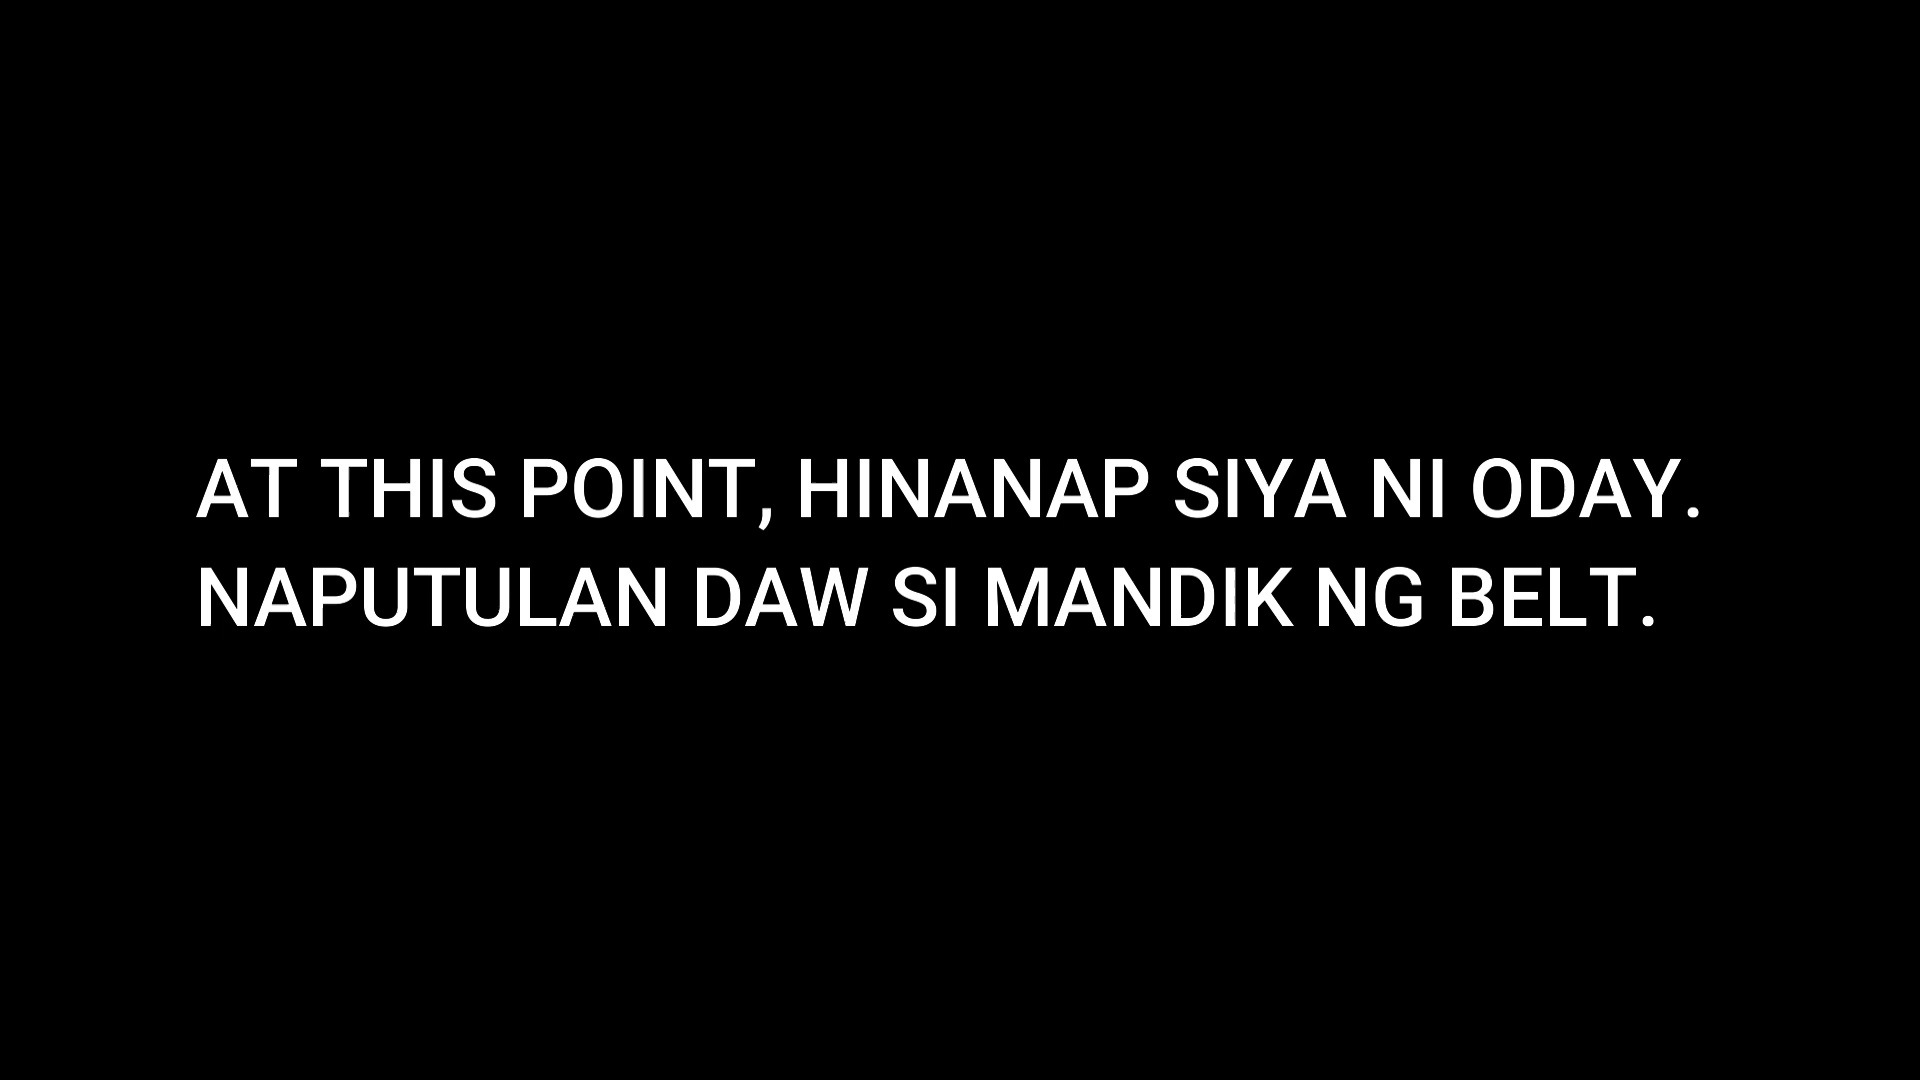 AT THIS POINT, HINANAP SIYA NI ODAY.
NAPUTULAN DAW SI MANDIK NG BELT.